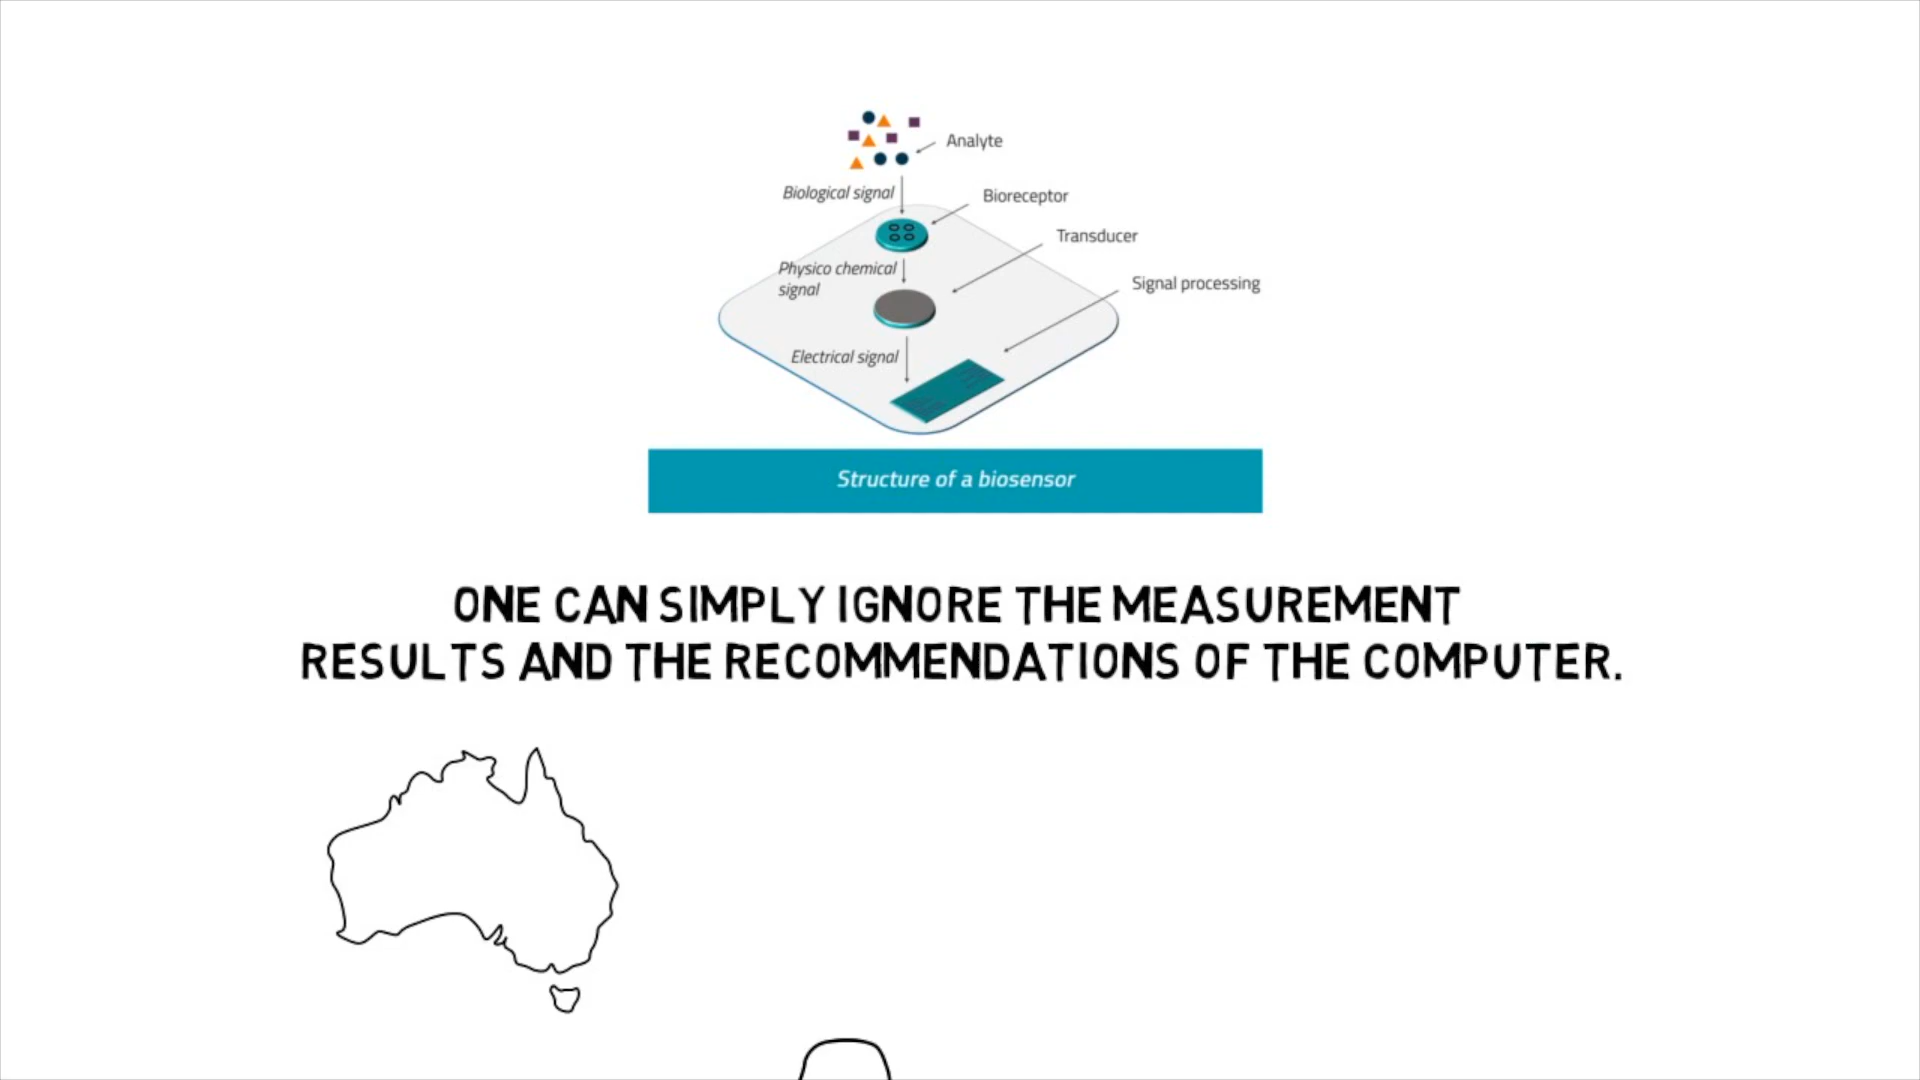 Analyte
Biological signal
Bioreceptor
Transducer
Physico chemical
signal
Signal processing
Electrical signal
Structure of a biosensor
ONE CAN SIMPLY IGNORE THE MEASUREMENT
RESULTS AND THE RECOMMENDATIONS OF THE COMPUTER.